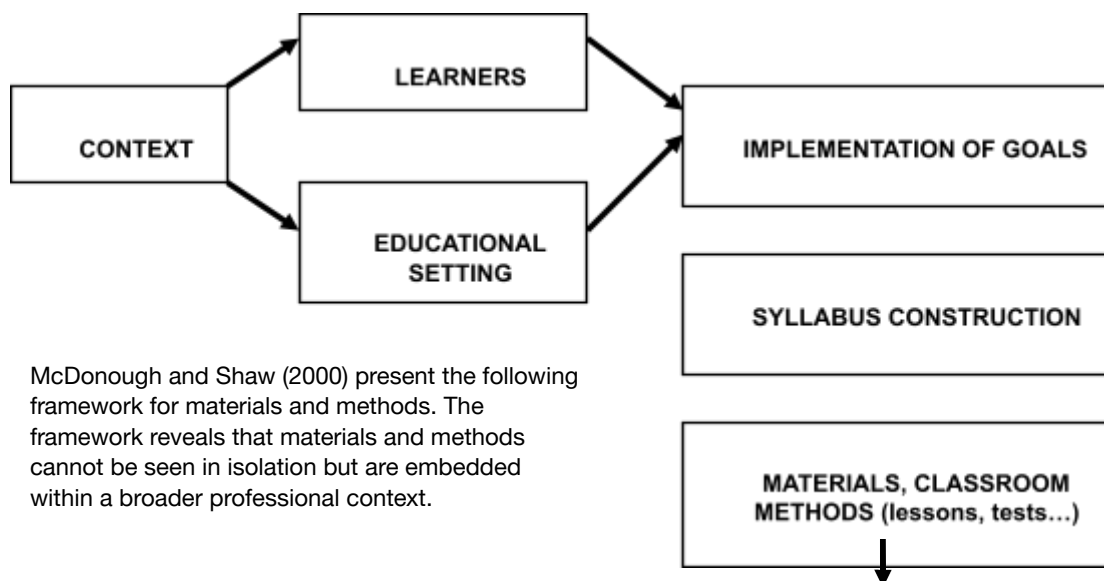 LEARNERS
CONTEXT
IMPLEMENTATION OF GOALS
EDUCATIONAL
SETTING
SYLLABUS CONSTRUCTION
McDonough and Shaw (2000) present the following
framework for materials and methods. The
framework reveals that materials and methods
cannot be seen in isolation but are embedded
within a broader professional context.
MATERIALS, CLASSROOM
METHODS (lessons, tests…)